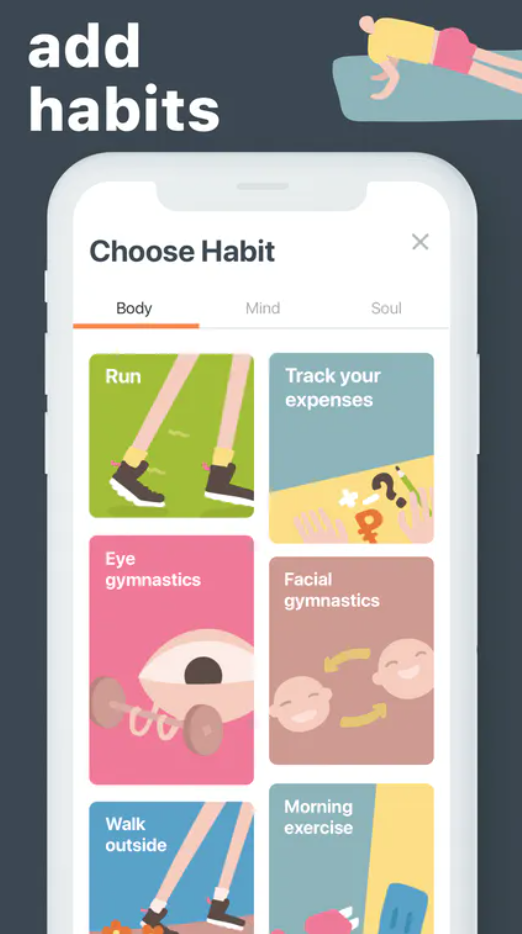 add
habits
Choose Habit
Body
Mind
Soul
Run
Track your
expenses
Eye
gymnastics
Facial
gymnastics
Walk
outside
Morning
exercise